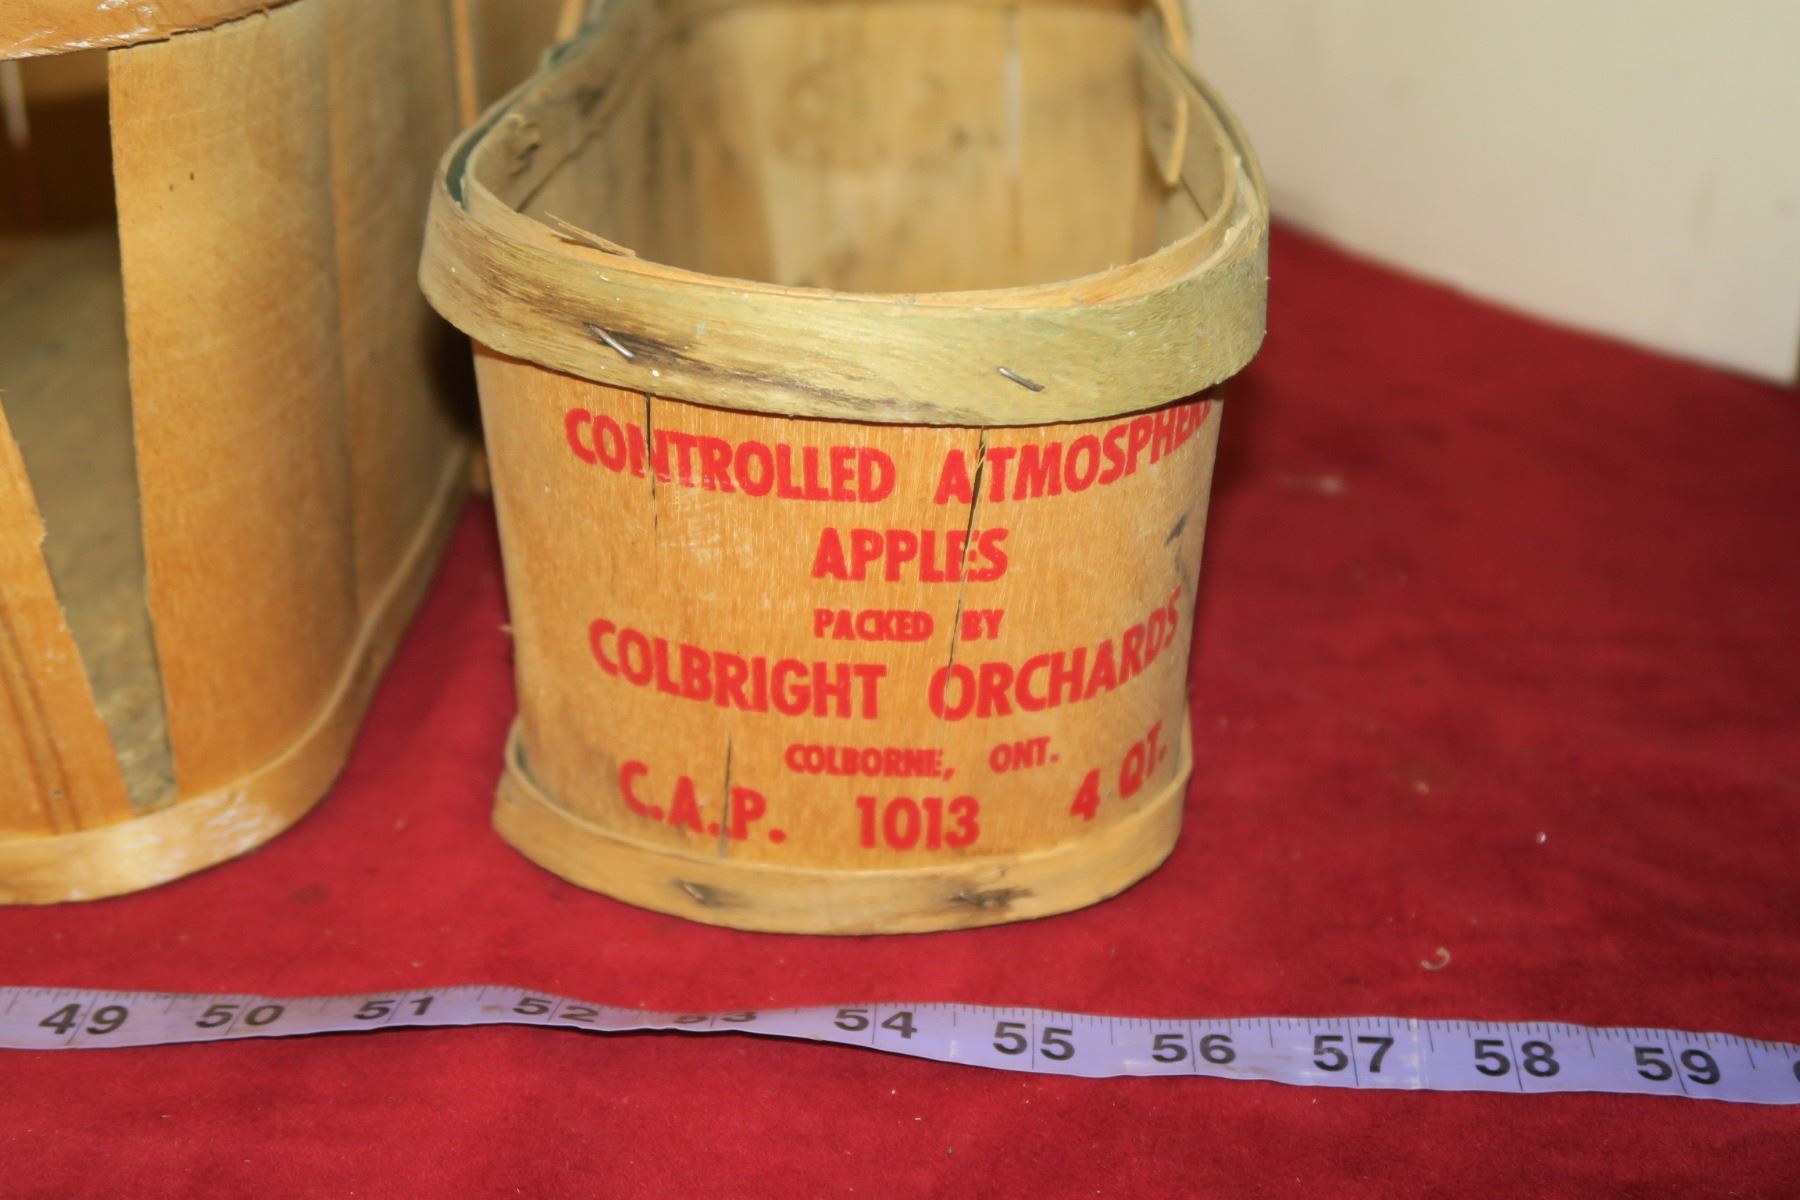 CONTROLLED ATMOSPHERE
APPLES
PACKED BY
COLBRIGHT ORCHARDS
COLBORNE, ONT.
C.A.P. 1013 4 QT.
49 50 51 52 53 54 55 56 57 58 59